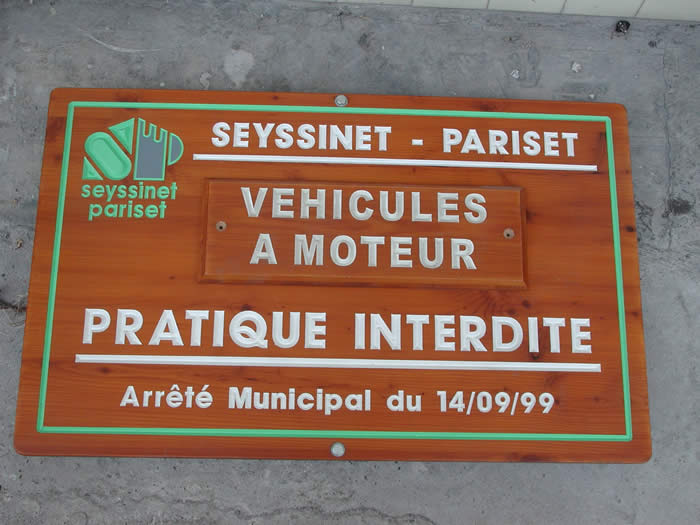 seyssinet
pariset
SEYSSINET - PARISET
VEHICULES
A MOTEUR
PRATIQUE INTERDITE
Arrêté Municipal du 14/09/99